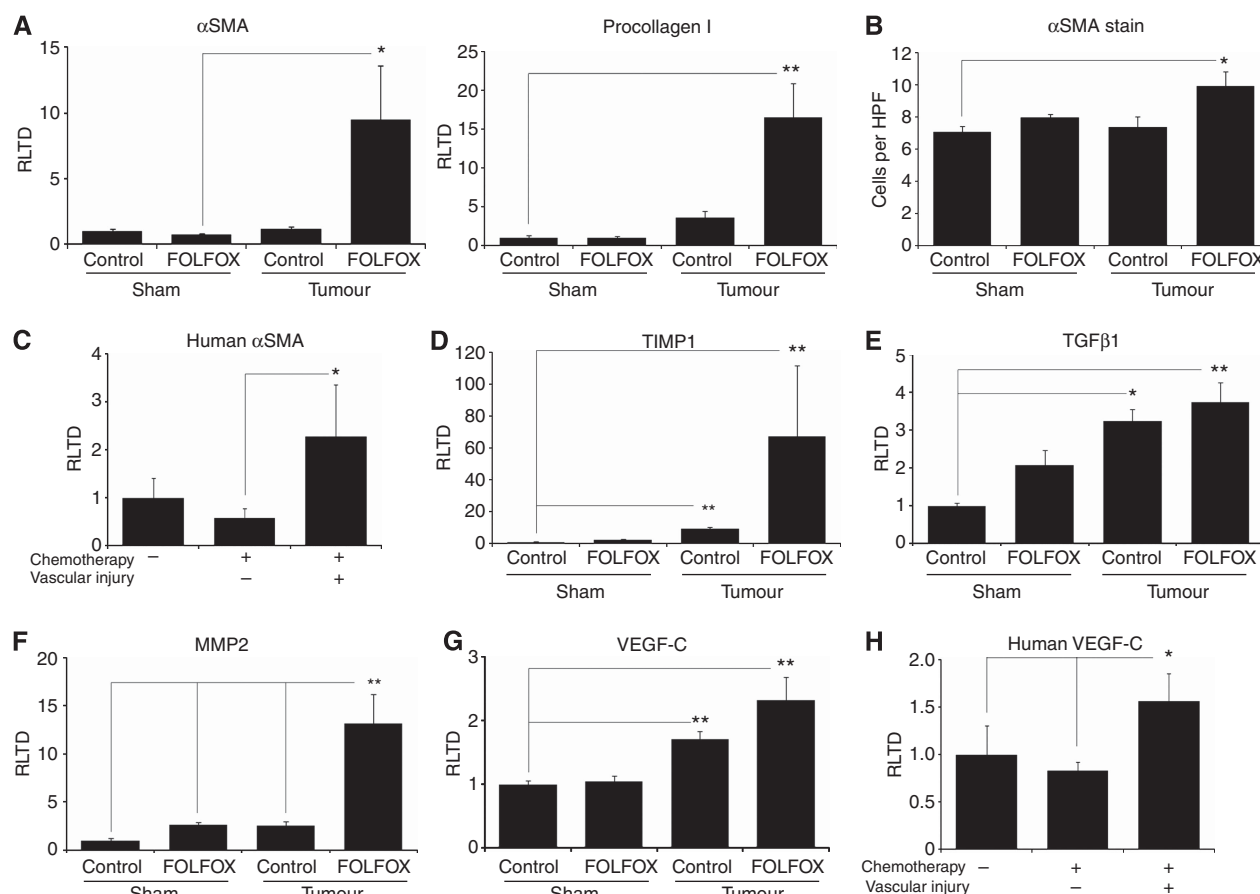 A
αSMA
15
10
5
0
RLTD
*
Control
FOLFOX
Control
FOLFOX
Sham
Tumour
Procollagen I
25
20
15
10
5
0
RLTD
**
Control
FOLFOX
Control
FOLFOX
Sham
Tumour
B
αSMA stain
12
10
8
6
4
2
0
Cells per HPF
*
Control
FOLFOX
Control
FOLFOX
Sham
Tumour
C
Human αSMA
4
3
2
1
0
RLTD
*
Chemotherapy − + +
Vascular injury − +
D
TIMP1
120
100
80
60
40
20
0
RLTD
**
**
Control
FOLFOX
Control
FOLFOX
Sham
Tumour
E
TGFβ1
5
4
3
2
1
0
RLTD
*
**
Control
FOLFOX
Control
FOLFOX
Sham
Tumour
F
MMP2
20
15
10
5
0
RLTD
**
Control
FOLFOX
Control
FOLFOX
Sham
Tumour
G
VEGF-C
3
2
1
0
RLTD
**
**
Control
FOLFOX
Control
FOLFOX
Sham
Tumour
H
Human VEGF-C
2.0
1.5
1.0
0.5
0
RLTD
*
Chemotherapy − + +
Vascular injury − +